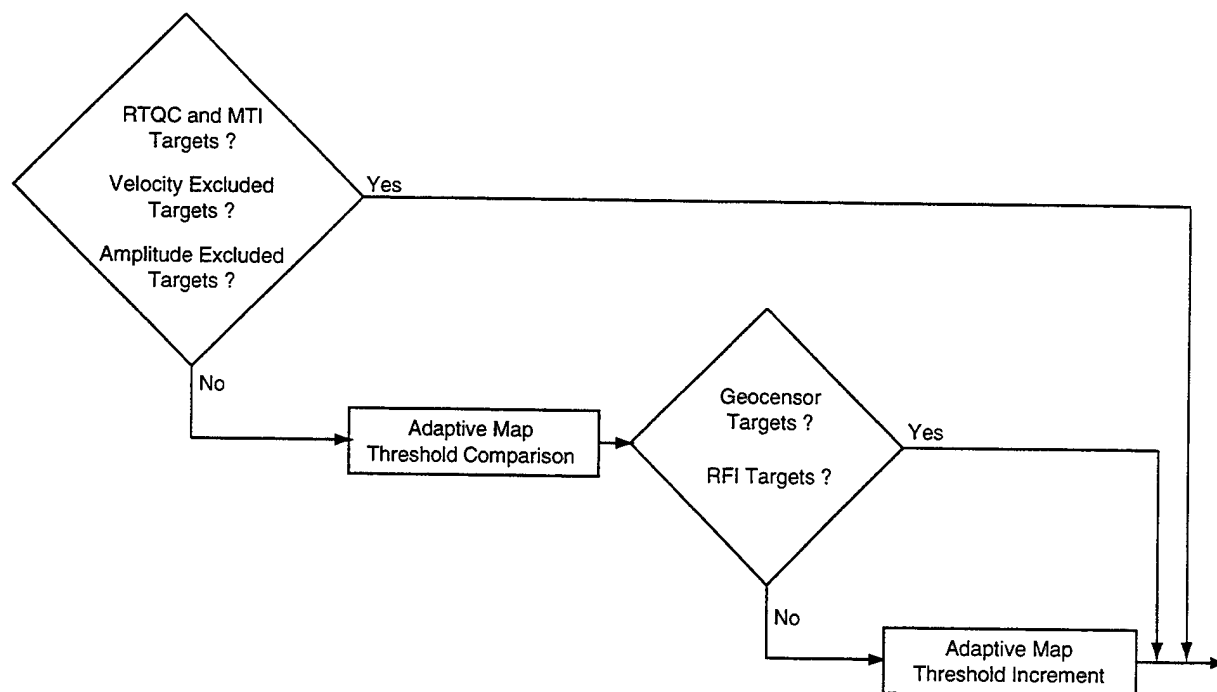 RTQC and MTI
Targets ?
Velocity Excluded
Targets ?
Amplitude Excluded
Targets ?
Yes
No
Adaptive Map
Threshold Comparison
Geocensor
Targets ?
RFI Targets ?
Yes
No
Adaptive Map
Threshold Increment